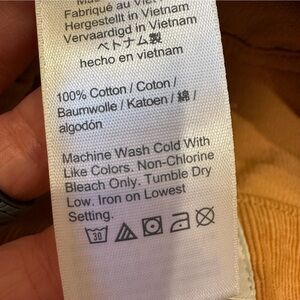 Fabriqué au Vietnam
Hergestellt in Vietnam
Vervaardigd in Vietnam
ベトナム製
hecho en vietnam
100% Cotton / Coton /
Baumwolle / Katoen / 綿 /
algodón
Machine Wash Cold With
Like Colors. Non-Chlorine
Bleach Only. Tumble Dry
Low. Iron on Lowest
Setting.
30